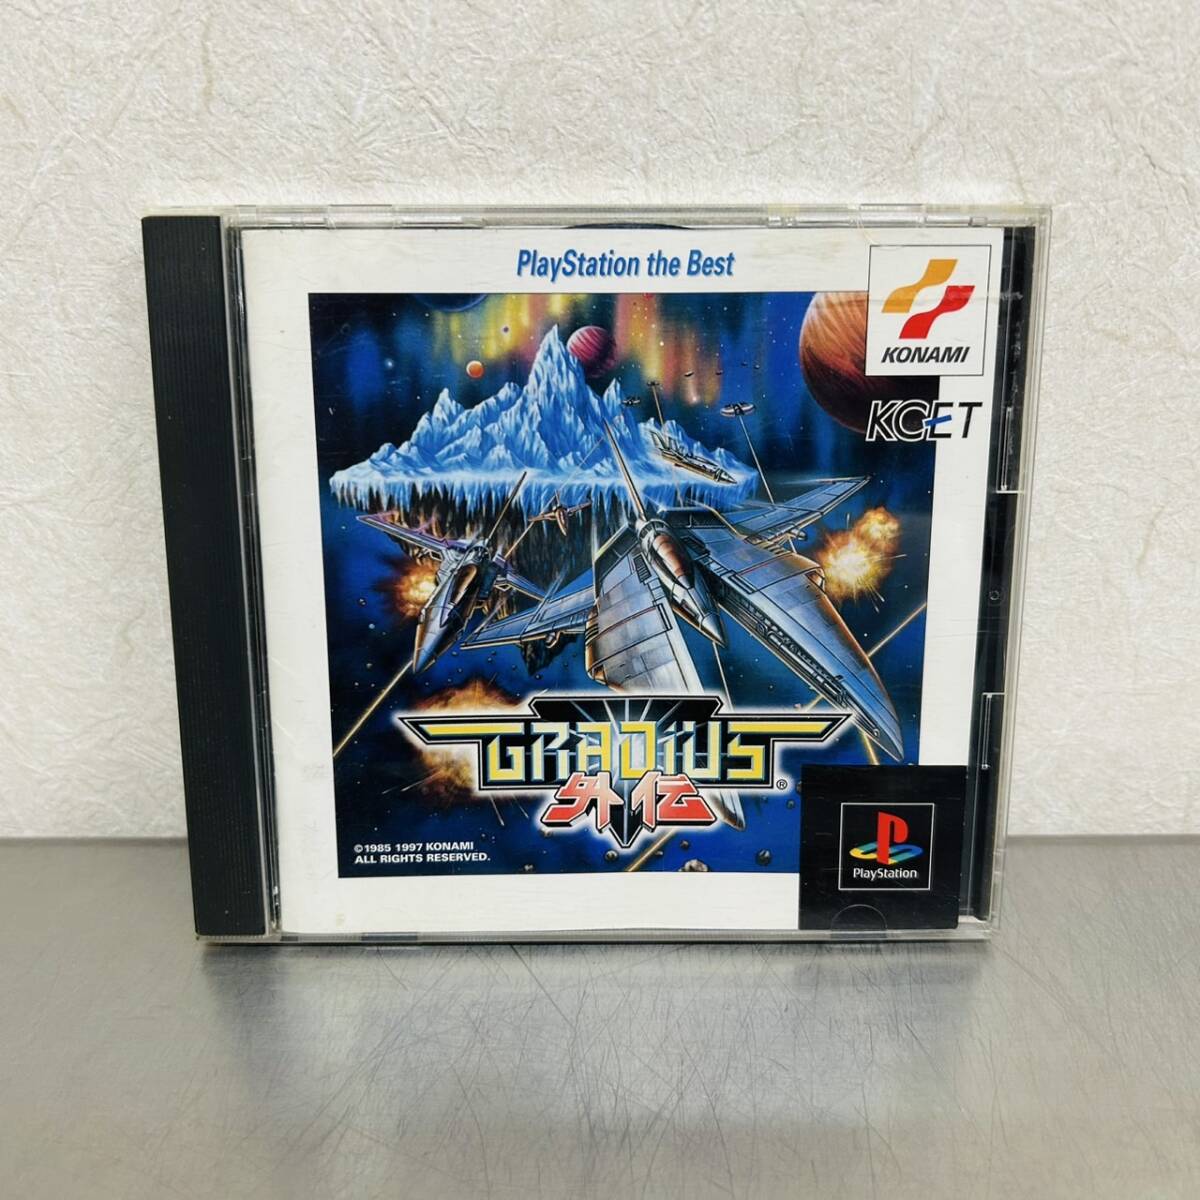 PlayStation the Best
KONAMI
KCET
GRADIUS
外伝
®
©1985 1997 KONAMI
ALL RIGHTS RESERVED.
PlayStation